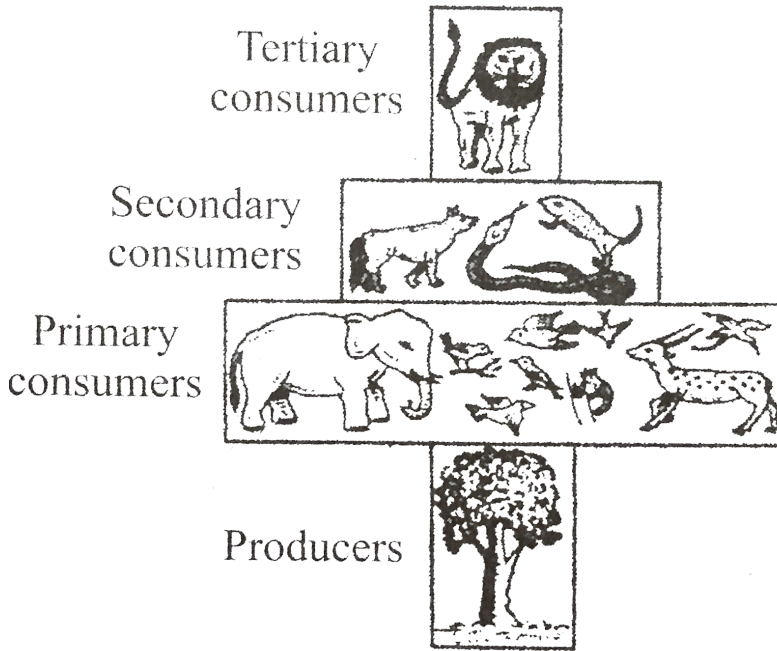 Tertiary
consumers
Secondary
consumers
Primary
consumers
Producers